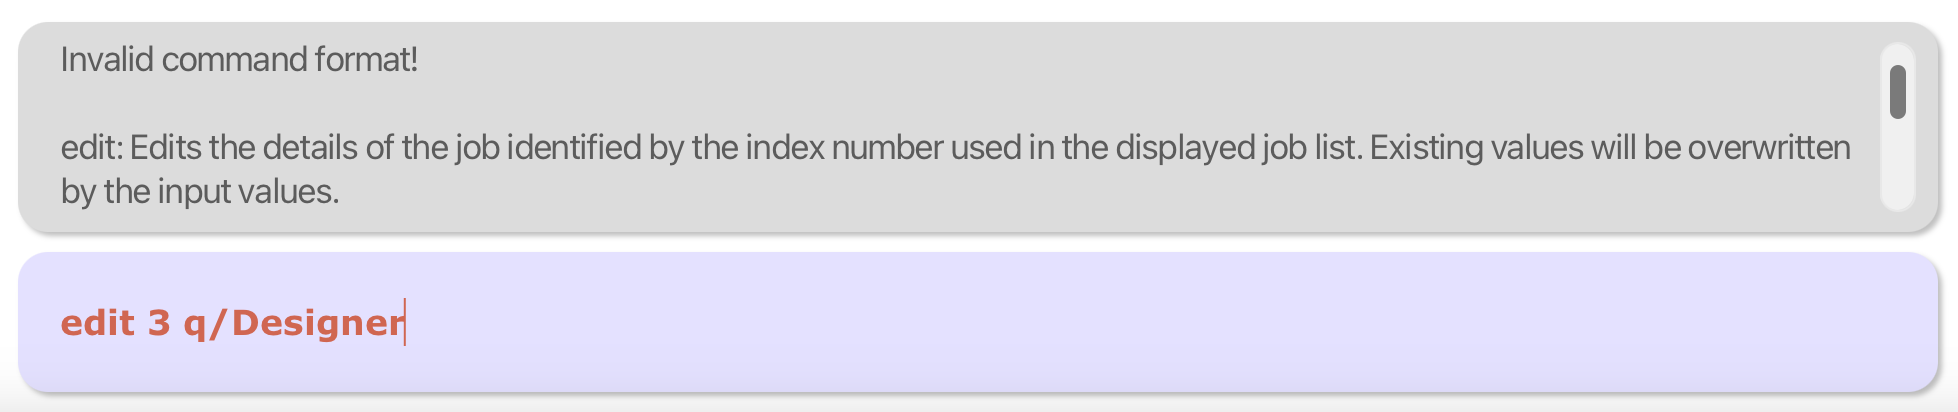 Invalid command format!
edit: Edits the details of the job identified by the index number used in the displayed job list. Existing values will be overwritten
by the input values.
edit 3 q/Designer